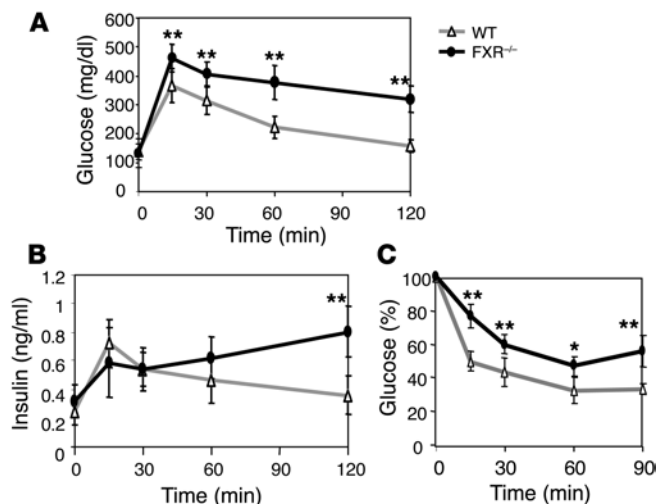 A
WT
FXR⁻/⁻
Glucose (mg/dl)
600
500
400
300
200
100
0
** ** ** **
0 30 60 90 120
Time (min)
B
Insulin (ng/ml)
1.2
1
0.8
0.6
0.4
0.2
0
**
0 30 60 90 120
Time (min)
C
Glucose (%)
100
80
60
40
20
0
** ** * **
0 30 60 90
Time (min)